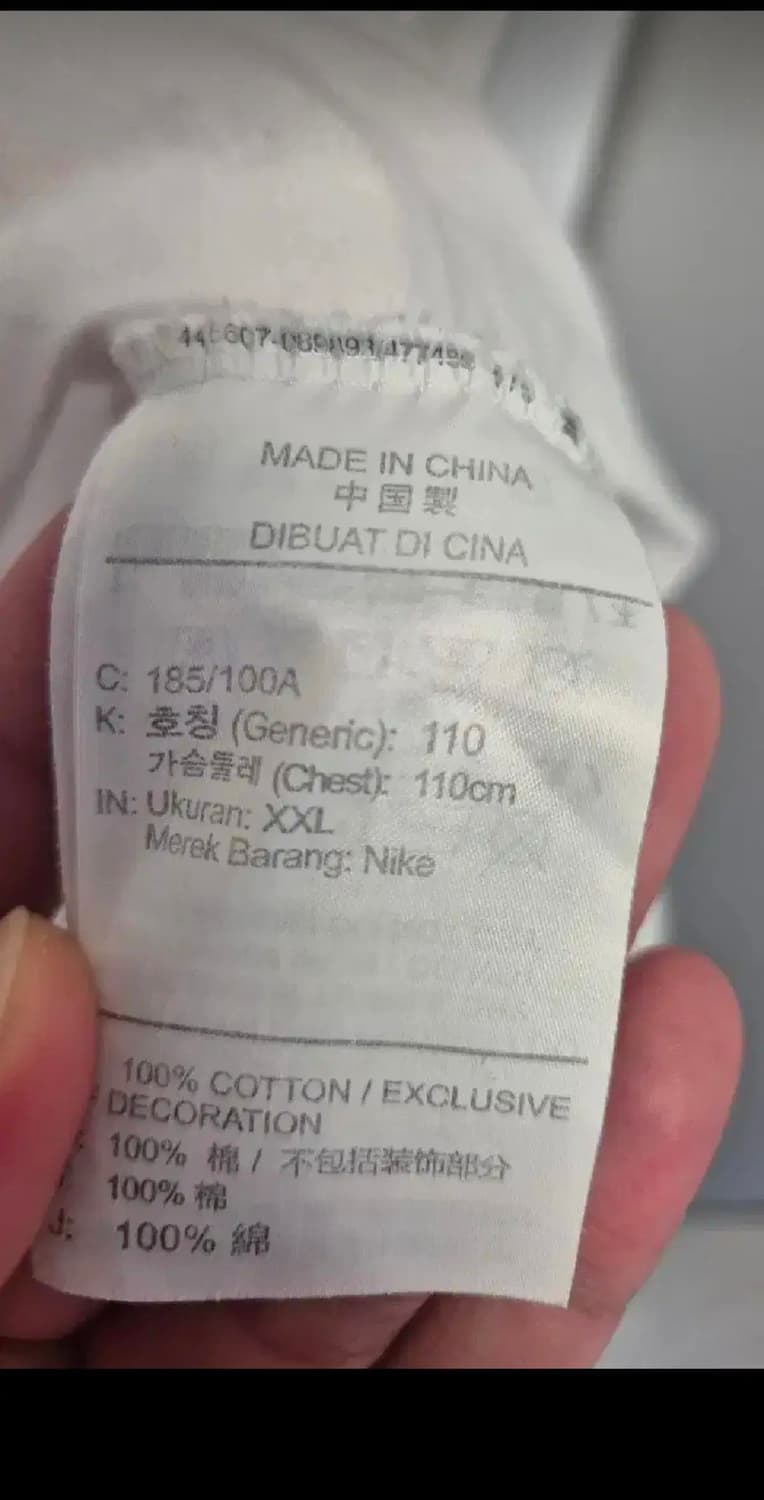 MADE IN CHINA
中国製
DIBUAT DI CINA
C: 185/100A
K: 호칭 (Generic): 110
가슴둘레 (Chest): 110cm
IN: Ukuran: XXL
Merek Barang: Nike
100% COTTON / EXCLUSIVE
DECORATION
100% 棉 / 不包括装饰部分
100% 棉
J: 100% 綿